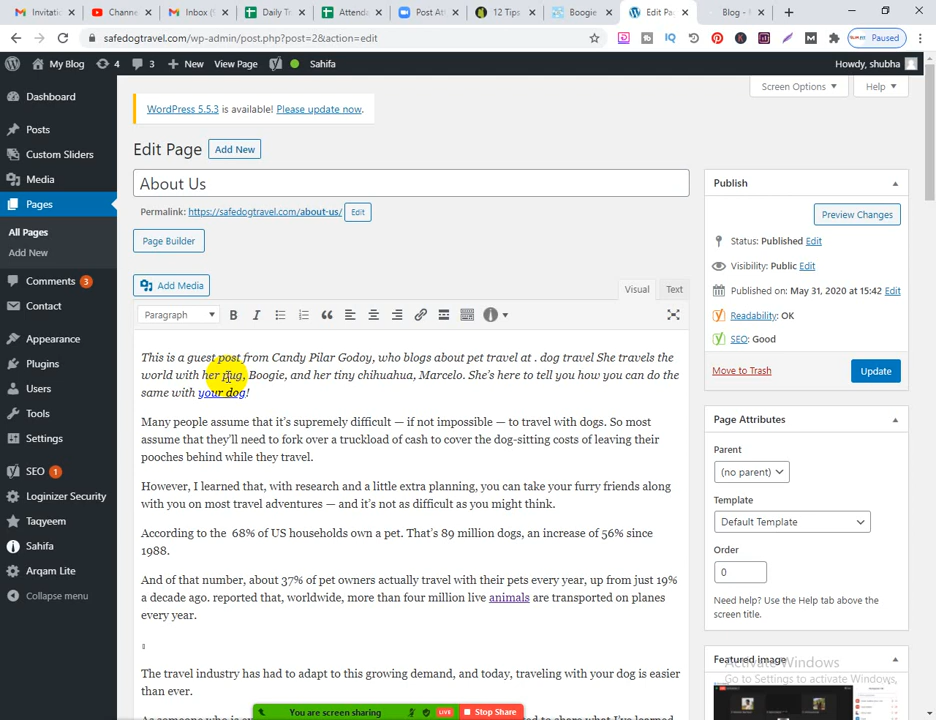 Invitatic
Channe
Inbox (
Daily Tr
Attenda
Post Att
12 Tips
Boogie
Edit Pa
Blog -
safedogtravel.com/wp-admin/post.php?post=2&action=edit
Paused
My Blog
4
3
New
View Page
Sahifa
Howdy, shubha
Dashboard
Posts
Custom Sliders
Media
Pages
All Pages
Add New
Comments 3
Contact
Appearance
Plugins
Users
Tools
Settings
SEO 1
Loginizer Security
Taqyeem
Sahifa
Arqam Lite
Collapse menu
Screen Options
Help
WordPress 5.5.3 is available! Please update now.
Edit Page
Add New
About Us
Permalink: https://safedogtravel.com/about-us/ Edit
Page Builder
Add Media
Visual
Text
Paragraph
This is a guest post from Candy Pilar Godoy, who blogs about pet travel at . dog travel She travels the
world with her pug, Boogie, and her tiny chihuahua, Marcelo. She's here to tell you how you can do the
same with your dog!
Many people assume that it's supremely difficult — if not impossible — to travel with dogs. So most
assume that they'll need to fork over a truckload of cash to cover the dog-sitting costs of leaving their
pooches behind while they travel.
However, I learned that, with research and a little extra planning, you can take your furry friends along
with you on most travel adventures — and it's not as difficult as you might think.
According to the  68% of US households own a pet. That's 89 million dogs, an increase of 56% since
1988.
And of that number, about 37% of pet owners actually travel with their pets every year, up from just 19%
a decade ago. reported that, worldwide, more than four million live animals are transported on planes
every year.
The travel industry has had to adapt to this growing demand, and today, traveling with your dog is easier
than ever.
Publish
Preview Changes
Status: Published Edit
Visibility: Public Edit
Published on: May 31, 2020 at 15:42 Edit
Readability: OK
SEO: Good
Move to Trash
Update
Page Attributes
Parent
(no parent)
Template
Default Template
Order
0
Need help? Use the Help tab above the
screen title.
Featured image
Activate Windows
Go to Settings to activate Windows.
You are screen sharing
LIVE
Stop Share